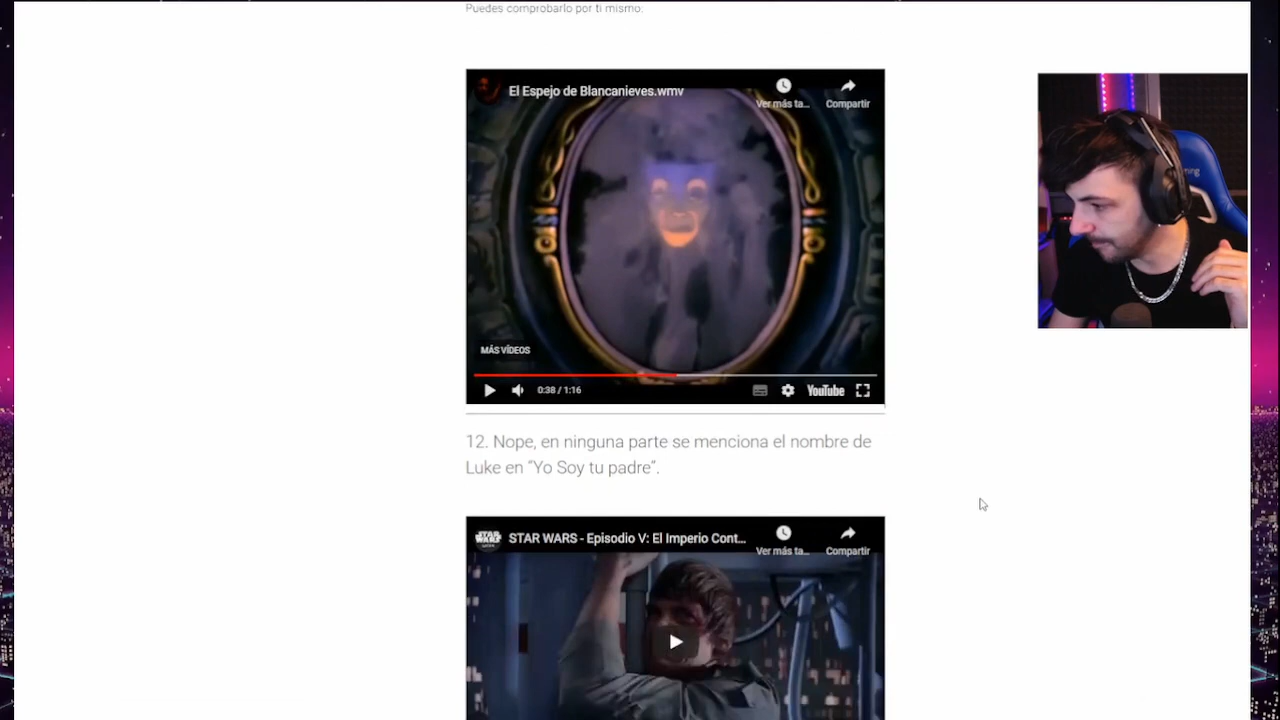 Puedes comprobarlo por ti mismo:
El Espejo de Blancanieves.wmv
Ver más ta...
Compartir
MÁS VÍDEOS
0:38 / 1:16
YouTube
12. Nope, en ninguna parte se menciona el nombre de
Luke en “Yo Soy tu padre”.
STAR WARS
STAR WARS - Episodio V: El Imperio Cont...
Ver más ta...
Compartir